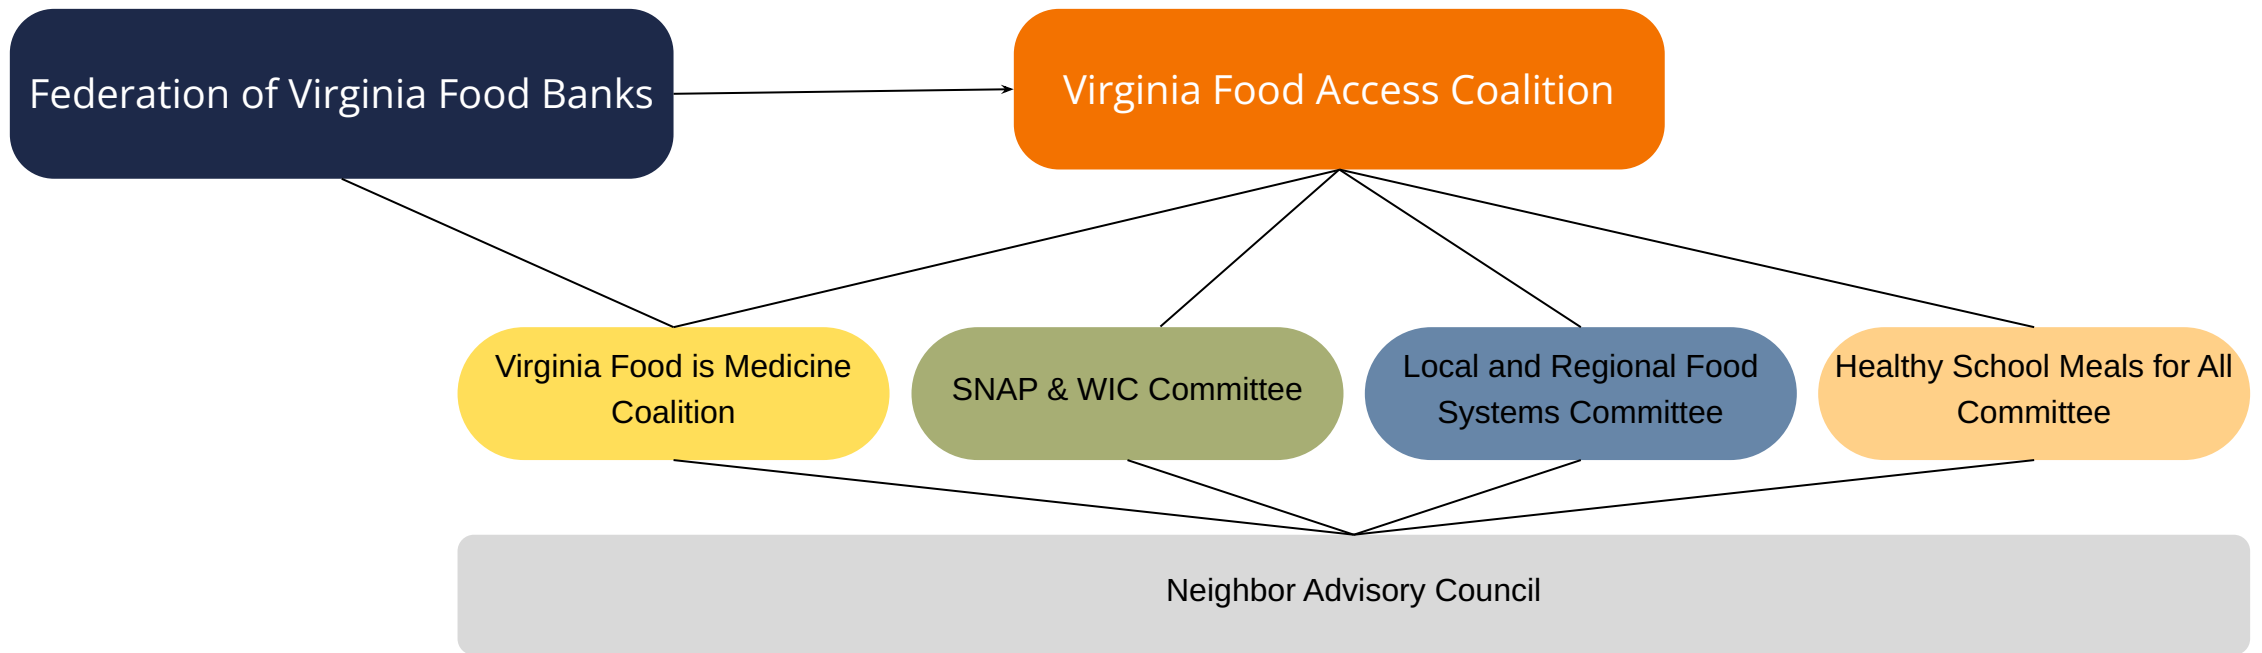 Federation of Virginia Food Banks
Virginia Food Access Coalition
Virginia Food is Medicine
Coalition
SNAP & WIC Committee
Local and Regional Food
Systems Committee
Healthy School Meals for All
Committee
Neighbor Advisory Council